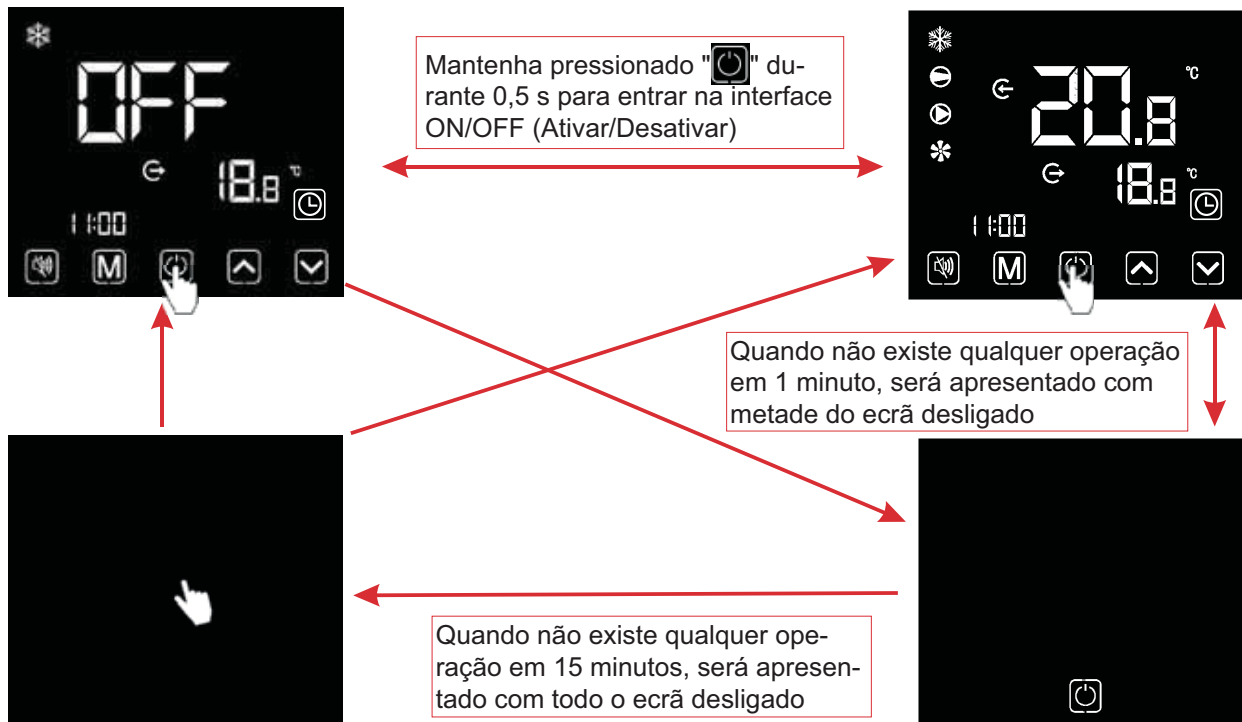 OFF
18.8 °C
11:00
M
Mantenha pressionado " " du-
rante 0,5 s para entrar na interface
ON/OFF (Ativar/Desativar)
20.8 °C
18.8 °C
11:00
M
Quando não existe qualquer operação
em 1 minuto, será apresentado com
metade do ecrã desligado
Quando não existe qualquer ope-
ração em 15 minutos, será apresen-
tado com todo o ecrã desligado